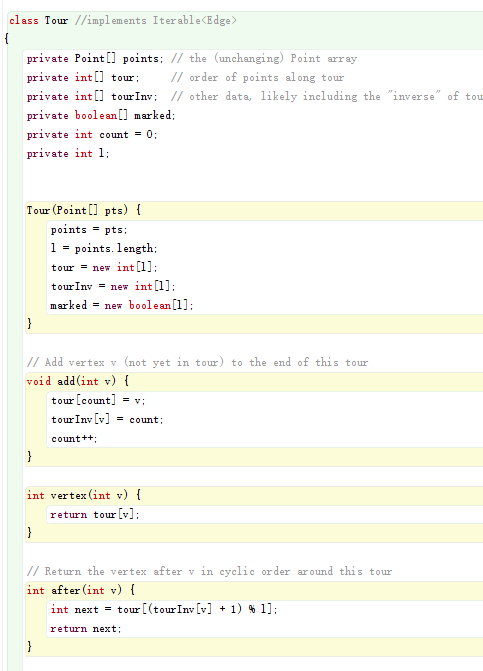 class Tour //implements Iterable<Edge>
{
private Point[] points; // the (unchanging) Point array
private int[] tour; // order of points along tour
private int[] tourInv; // other data, likely including the "inverse" of tou
private boolean[] marked;
private int count = 0;
private int l;
Tour(Point[] pts) {
points = pts;
l = points.length;
tour = new int[l];
tourInv = new int[l];
marked = new boolean[l];
}
// Add vertex v (not yet in tour) to the end of this tour
void add(int v) {
tour[count] = v;
tourInv[v] = count;
count++;
}
int vertex(int v) {
return tour[v];
}
// Return the vertex after v in cyclic order around this tour
int after(int v) {
int next = tour[(tourInv[v] + 1) % l];
return next;
}